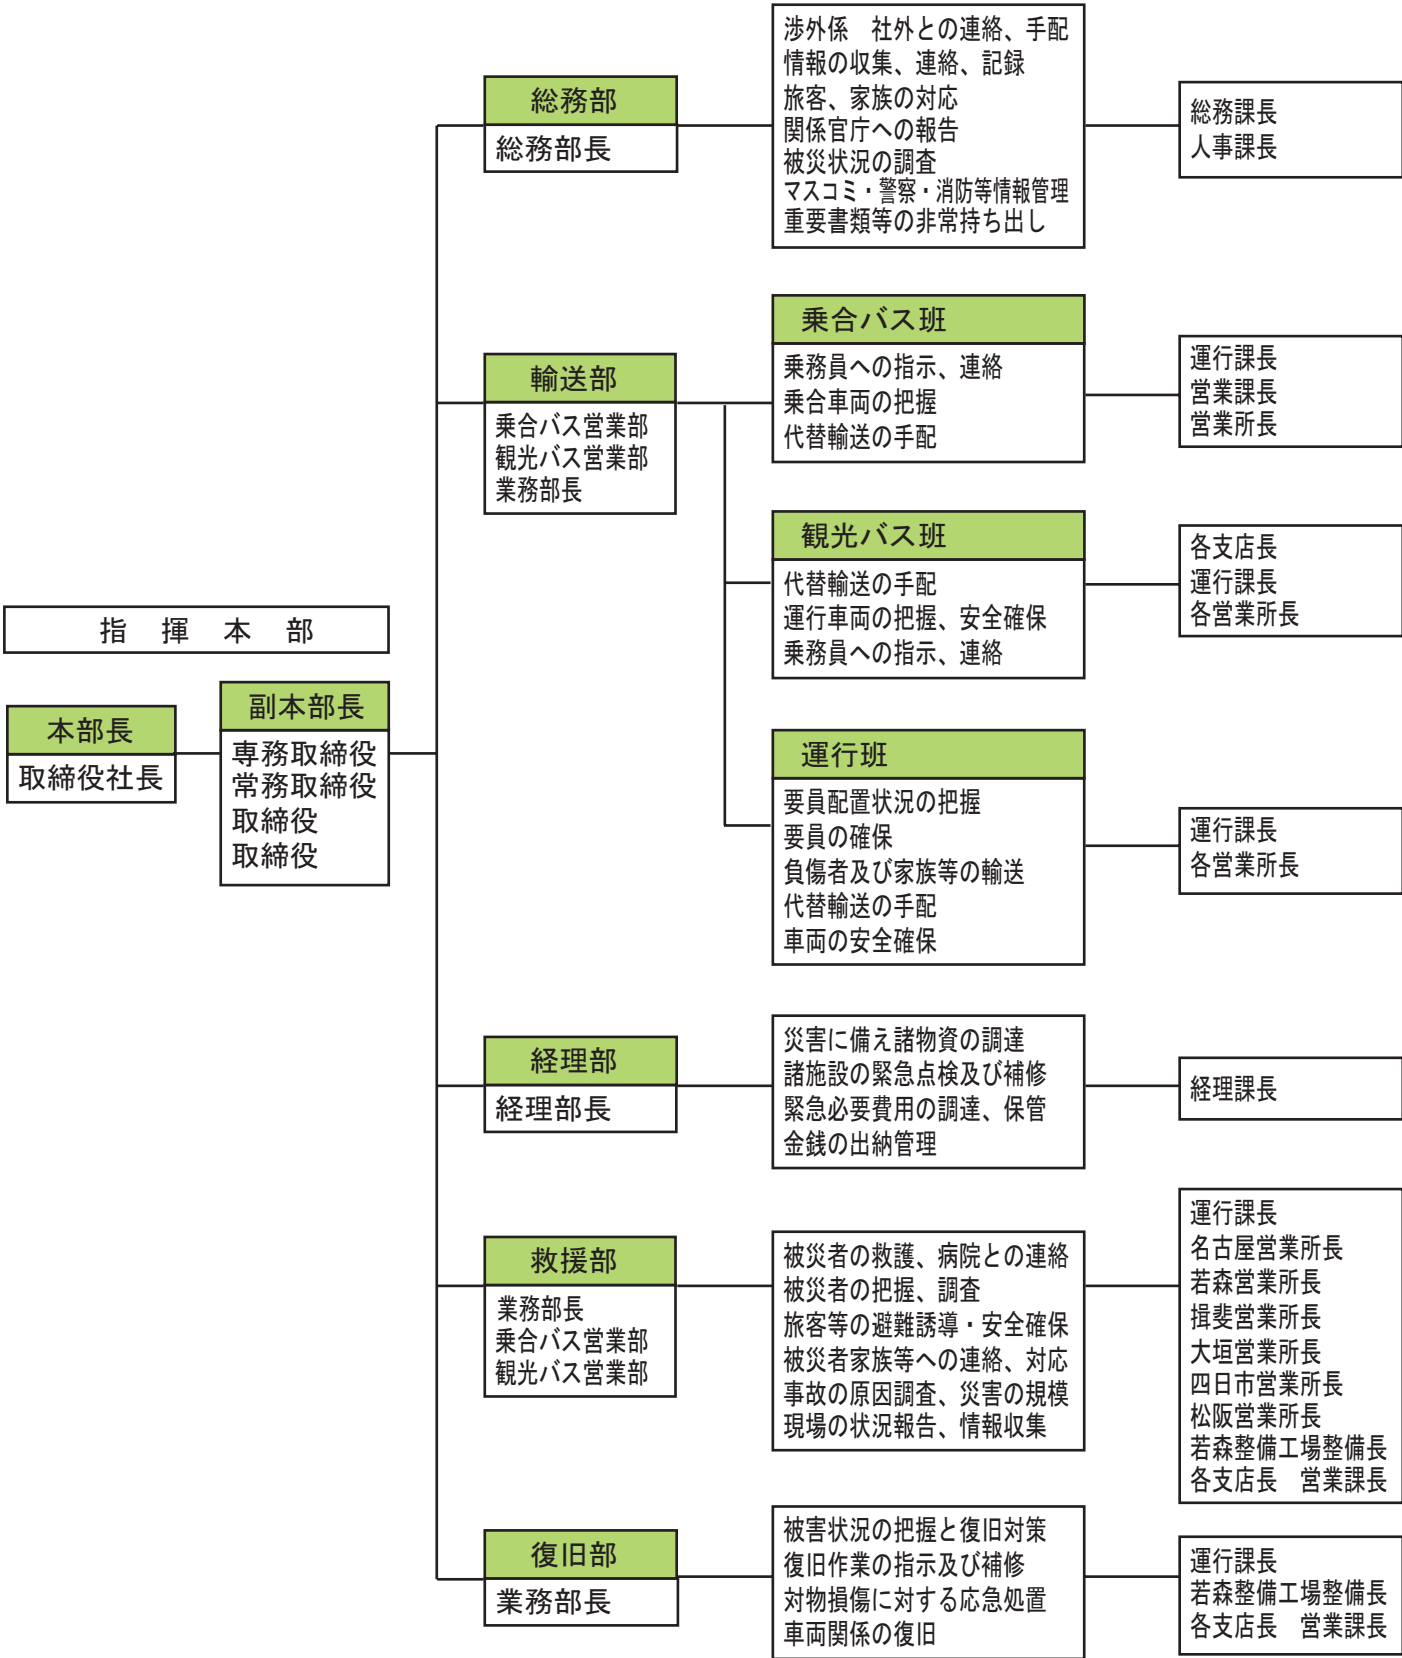 指揮本部
本部長
取締役社長
副本部長
専務取締役
常務取締役
取締役
取締役
総務部
総務部長
渉外係　社外との連絡、手配
情報の収集、連絡、記録
旅客、家族の対応
関係官庁への報告
被災状況の調査
マスコミ・警察・消防等情報管理
重要書類等の非常持ち出し
総務課長
人事課長
輸送部
乗合バス営業部
観光バス営業部
業務部長
乗合バス班
乗務員への指示、連絡
乗合車両の把握
代替輸送の手配
運行課長
営業課長
営業所長
観光バス班
代替輸送の手配
運行車両の把握、安全確保
乗務員への指示、連絡
各支店長
運行課長
各営業所長
運行班
要員配置状況の把握
要員の確保
負傷者及び家族等の輸送
代替輸送の手配
車両の安全確保
運行課長
各営業所長
経理部
経理部長
災害に備え諸物資の調達
諸施設の緊急点検及び補修
緊急必要費用の調達、保管
金銭の出納管理
経理課長
救援部
業務部長
乗合バス営業部
観光バス営業部
被災者の救護、病院との連絡
被災者の把握、調査
旅客等の避難誘導・安全確保
被災者家族等への連絡、対応
事故の原因調査、災害の規模
現場の状況報告、情報収集
運行課長
名古屋営業所長
若森営業所長
揖斐営業所長
大垣営業所長
四日市営業所長
松阪営業所長
若森整備工場整備長
各支店長　営業課長
復旧部
業務部長
被害状況の把握と復旧対策
復旧作業の指示及び補修
対物損傷に対する応急処置
車両関係の復旧
運行課長
若森整備工場整備長
各支店長　営業課長